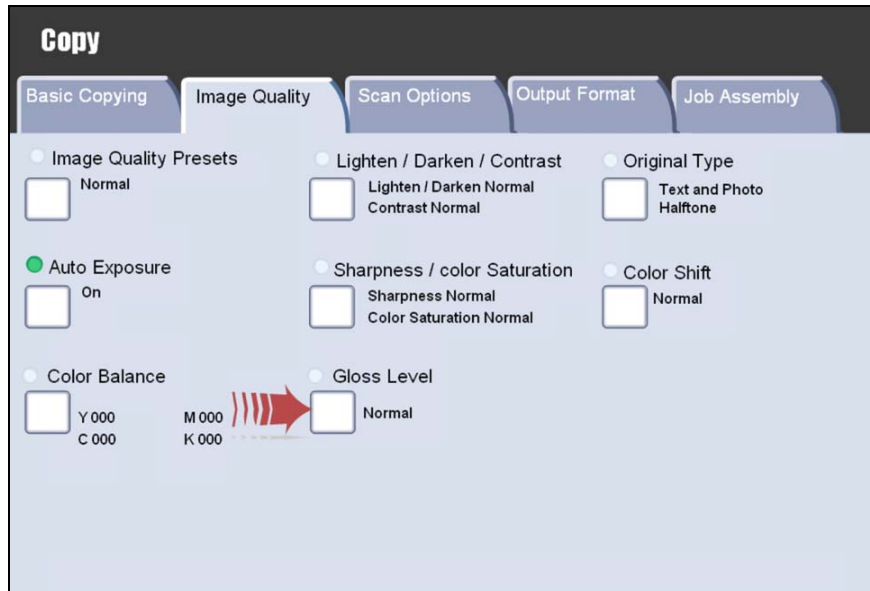 Copy
Basic Copying
Image Quality
Scan Options
Output Format
Job Assembly
Image Quality Presets
Normal
Lighten / Darken / Contrast
Lighten / Darken Normal
Contrast Normal
Original Type
Text and Photo
Halftone
Auto Exposure
On
Sharpness / color Saturation
Sharpness Normal
Color Saturation Normal
Color Shift
Normal
Color Balance
Y 000 M 000
C 000 K 000
Gloss Level
Normal